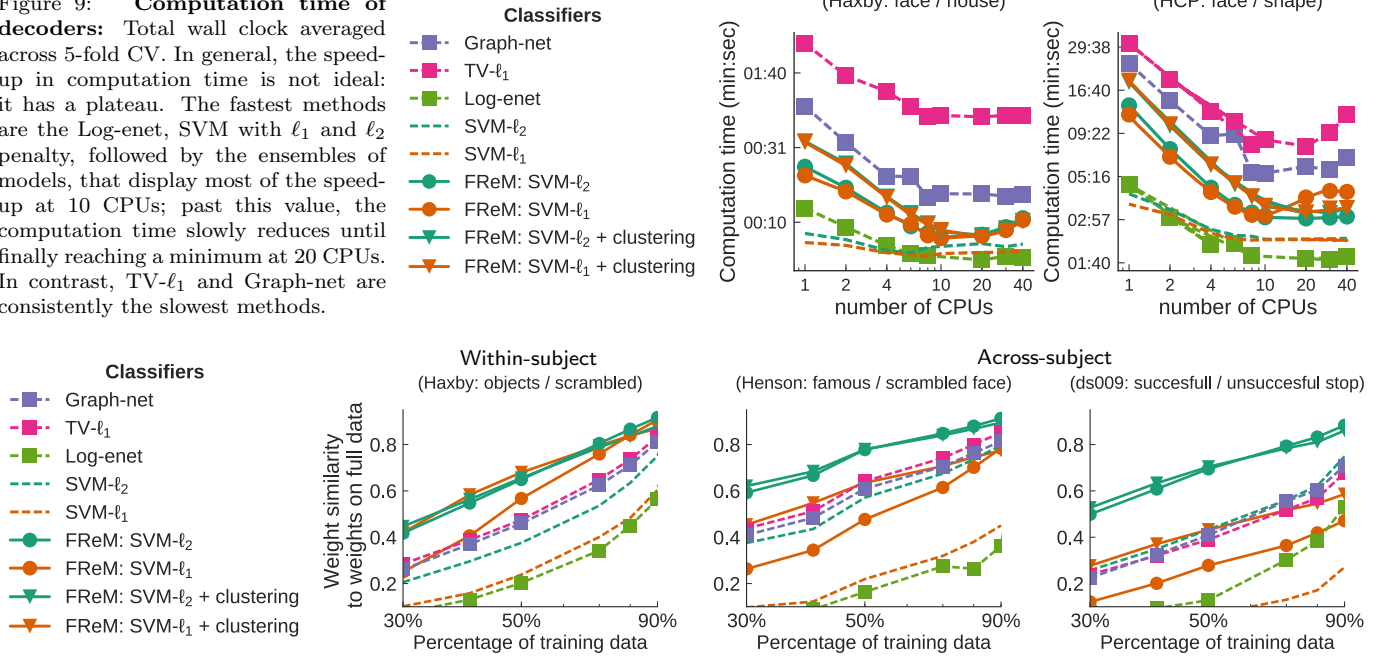 Figure 9: Computation time of
decoders: Total wall clock averaged
across 5-fold CV. In general, the speed-
up in computation time is not ideal:
it has a plateau. The fastest methods
are the Log-enet, SVM with ℓ1 and ℓ2
penalty, followed by the ensembles of
models, that display most of the speed-
up at 10 CPUs; past this value, the
computation time slowly reduces until
finally reaching a minimum at 20 CPUs.
In contrast, TV-ℓ1 and Graph-net are
consistently the slowest methods.
Classifiers
Graph-net
TV-ℓ1
Log-enet
SVM-ℓ2
SVM-ℓ1
FReM: SVM-ℓ2
FReM: SVM-ℓ1
FReM: SVM-ℓ2 + clustering
FReM: SVM-ℓ1 + clustering
(Haxby: face / house)
Computation time (min.sec)
01:40
00:31
00:10
1 2 4 10 20 40
number of CPUs
(HCP: face / shape)
Computation time (min.sec)
29:38
16:40
09:22
05:16
02:57
01:40
1 2 4 10 20 40
number of CPUs
Classifiers
Graph-net
TV-ℓ1
Log-enet
SVM-ℓ2
SVM-ℓ1
FReM: SVM-ℓ2
FReM: SVM-ℓ1
FReM: SVM-ℓ2 + clustering
FReM: SVM-ℓ1 + clustering
Within-subject
(Haxby: objects / scrambled)
Weight similarity
to weights on full data
0.8
0.6
0.4
0.2
30% 50% 90%
Percentage of training data
Across-subject
(Henson: famous / scrambled face)
0.8
0.6
0.4
0.2
30% 50% 90%
Percentage of training data
(ds009: succesfull / unsuccesful stop)
0.8
0.6
0.4
0.2
30% 50% 90%
Percentage of training data